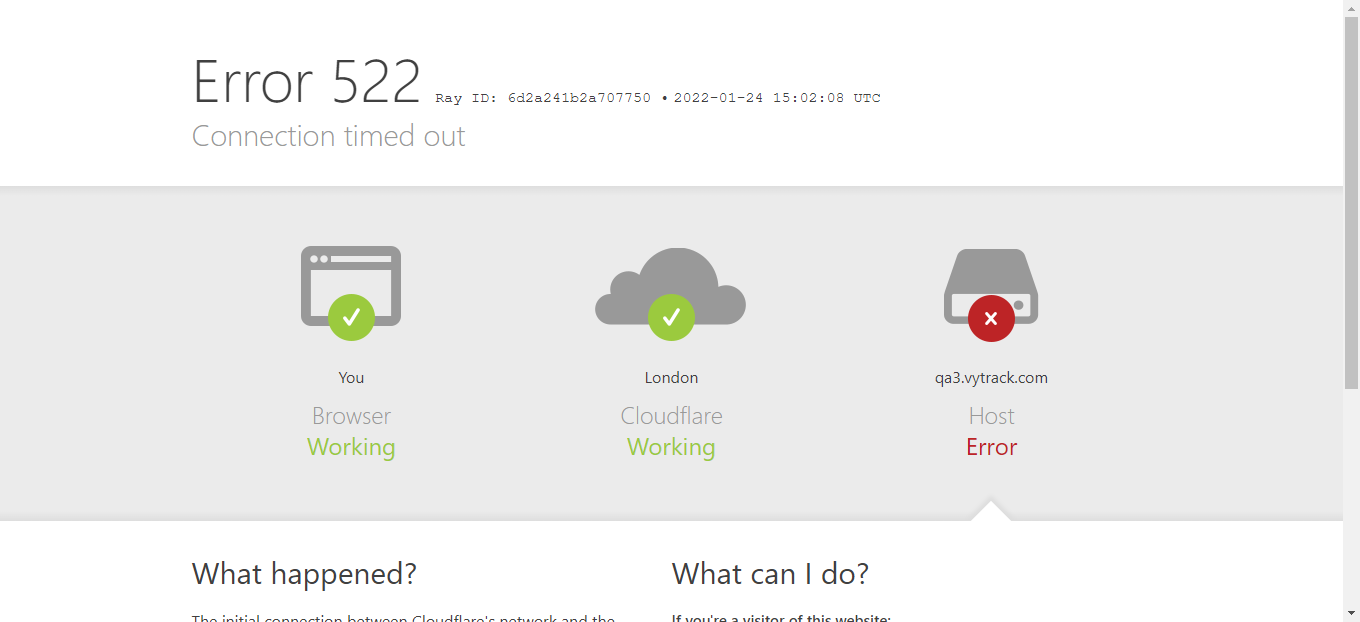 Error 522 Ray ID: 6d2a241b2a707750 • 2022-01-24 15:02:08 UTC
Connection timed out
You
London
qa3.vytrack.com
Browser
Cloudflare
Host
Working
Working
Error
What happened?
What can I do?
The initial connection between Cloudflare's network and the
If you're a visitor of this website: